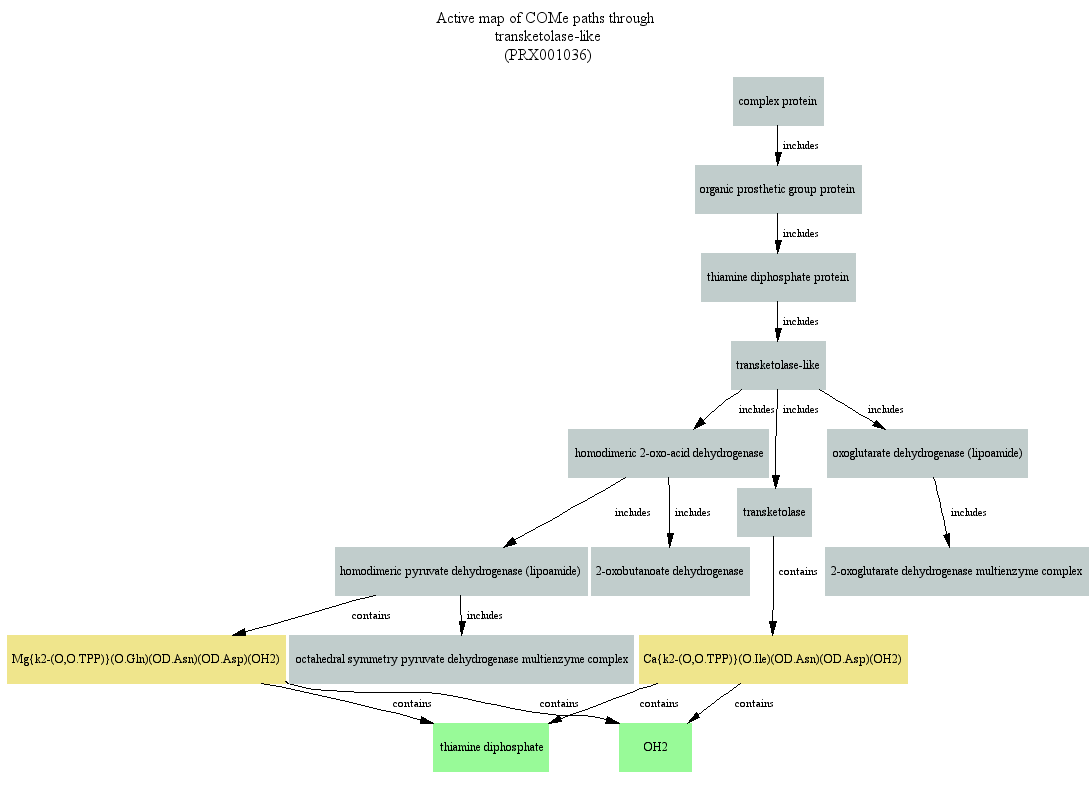 Active map of COMe paths through
transketolase-like
(PRX001036)
complex protein
includes
organic prosthetic group protein
includes
thiamine diphosphate protein
includes
transketolase-like
includes
includes
includes
homodimeric 2-oxo-acid dehydrogenase
oxoglutarate dehydrogenase (lipoamide)
includes
includes
transketolase
includes
homodimeric pyruvate dehydrogenase (lipoamide)
2-oxobutanoate dehydrogenase
contains
2-oxoglutarate dehydrogenase multienzyme complex
contains
includes
Mg{k2-(O,O.TPP)}(O.Gln)(OD.Asn)(OD.Asp)(OH2)
octahedral symmetry pyruvate dehydrogenase multienzyme complex
Ca{k2-(O,O.TPP)}(O.Ile)(OD.Asn)(OD.Asp)(OH2)
contains
contains
contains
contains
thiamine diphosphate
OH2